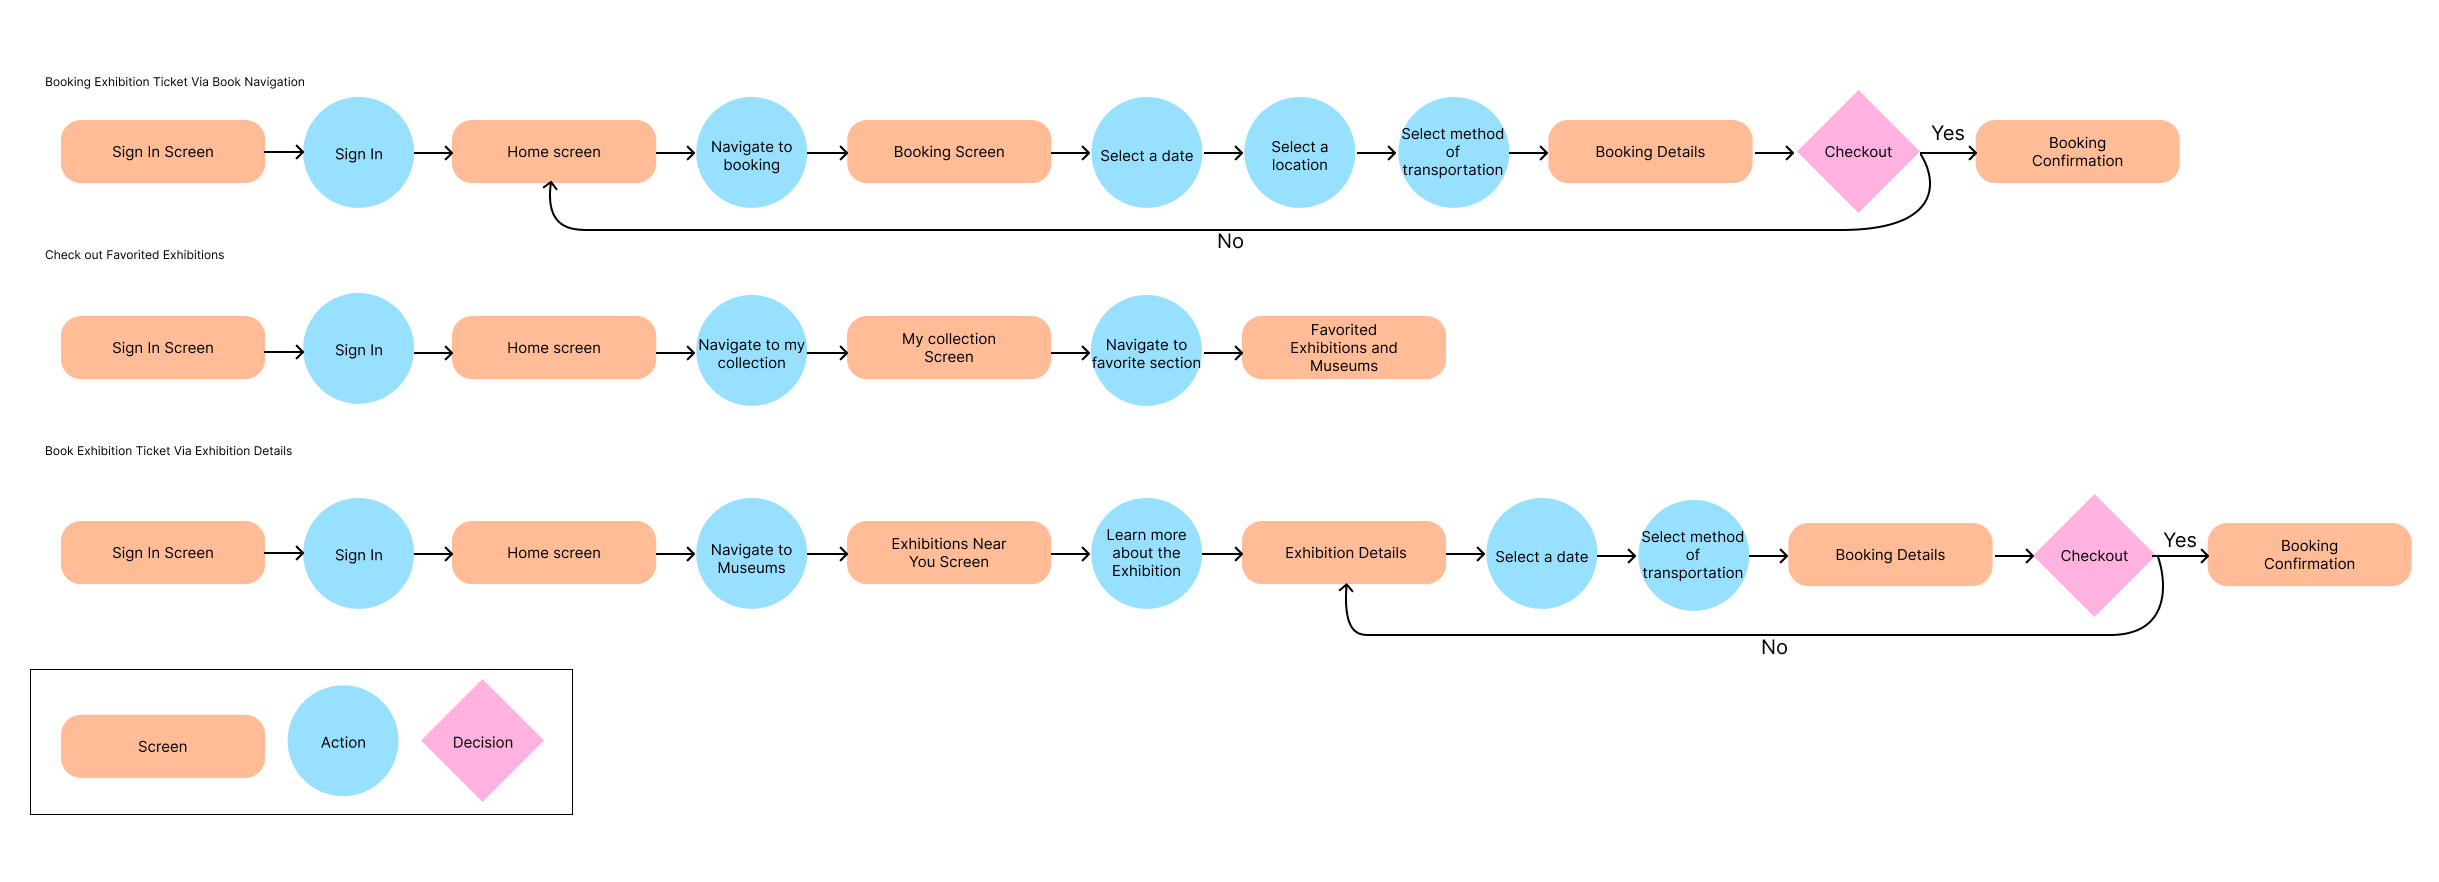 Booking Exhibition Ticket Via Book Navigation
Sign In Screen
Sign In
Home screen
Navigate to
booking
Booking Screen
Select a date
Select a
location
Select method
of
transportation
Booking Details
Checkout
Yes
Booking
Confirmation
No
Check out Favorited Exhibitions
Sign In Screen
Sign In
Home screen
Navigate to my
collection
My collection
Screen
Navigate to
favorite section
Favorited
Exhibitions and
Museums
Book Exhibition Ticket Via Exhibition Details
Sign In Screen
Sign In
Home screen
Navigate to
Museums
Exhibitions Near
You Screen
Learn more
about the
Exhibition
Exhibition Details
Select a date
Select method
of
transportation
Booking Details
Checkout
Yes
Booking
Confirmation
No
Screen
Action
Decision